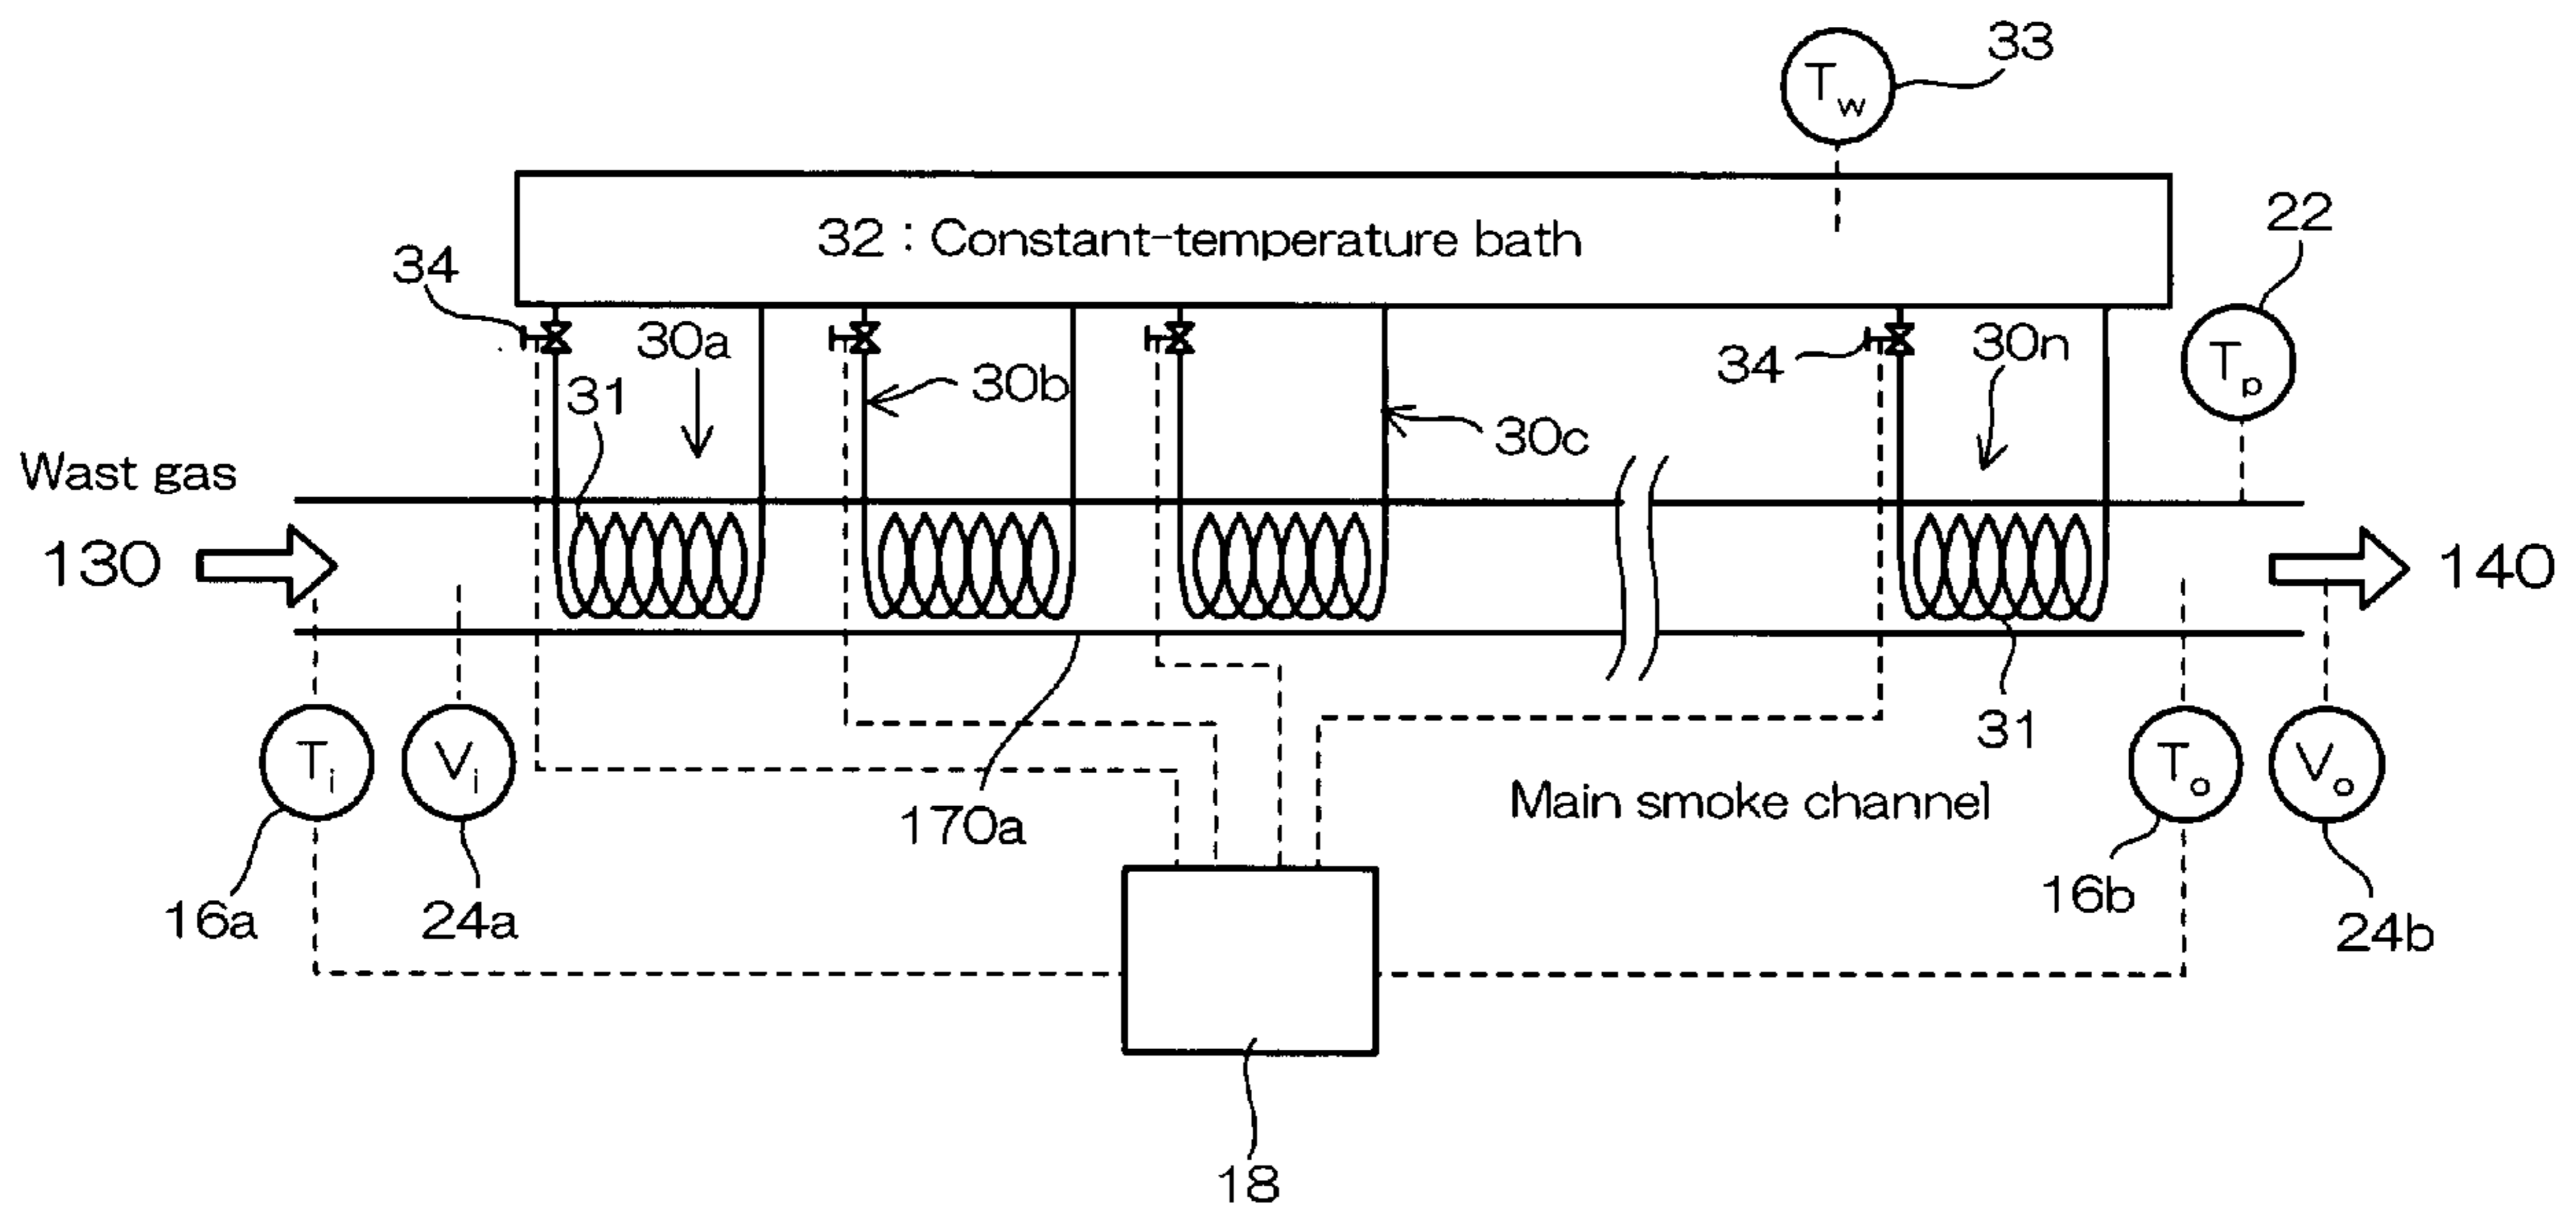 33
Tw
22
32 : Constant-temperature bath
34
30a
30b
30c
34
30n
Tp
31
Wast gas
130
140
31
Ti
Vi
To
Vo
Main smoke channel
170a
16a
24a
16b
24b
18